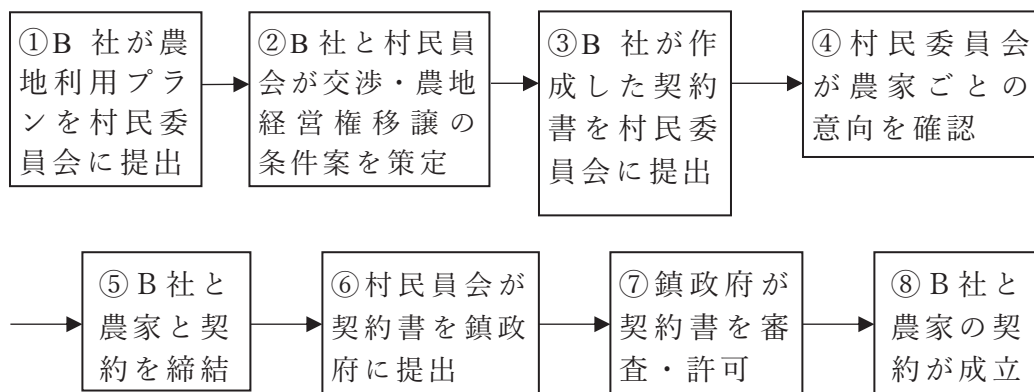 ①B 社が農
地利用プラ
ンを村民委
員会に提出
②B社と村民員
会が交渉・農地
経営権移譲の
条件案を策定
③B 社が作
成した契約
書を村民委
員会に提出
④村民委員会
が農家ごとの
意向を確認
⑤B社と
農家と契
約を締結
⑥村民員会が
契約書を鎮政
府に提出
⑦鎮政府が
契約書を審
査・許可
⑧B社と
農家の契
約が成立